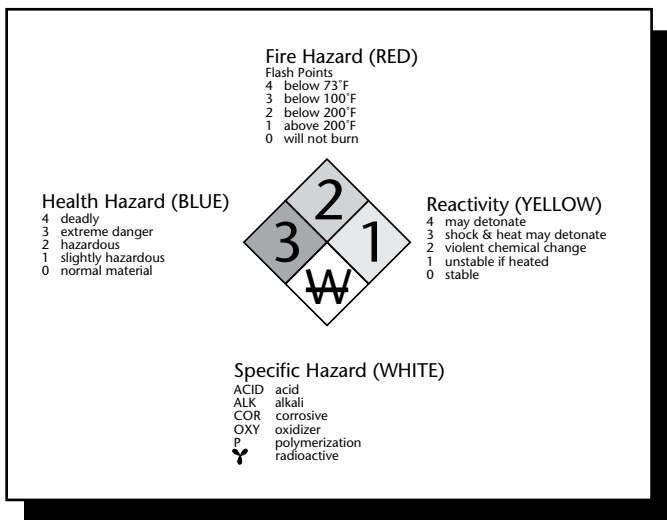 Fire Hazard (RED)
Flash Points
4 below 73˚F
3 below 100˚F
2 below 200˚F
1 above 200˚F
0 will not burn
Health Hazard (BLUE)
4 deadly
3 extreme danger
2 hazardous
1 slightly hazardous
0 normal material
2
3
1
W
Reactivity (YELLOW)
4 may detonate
3 shock & heat may detonate
2 violent chemical change
1 unstable if heated
0 stable
Specific Hazard (WHITE)
ACID acid
ALK alkali
COR corrosive
OXY oxidizer
P polymerization
radioactive